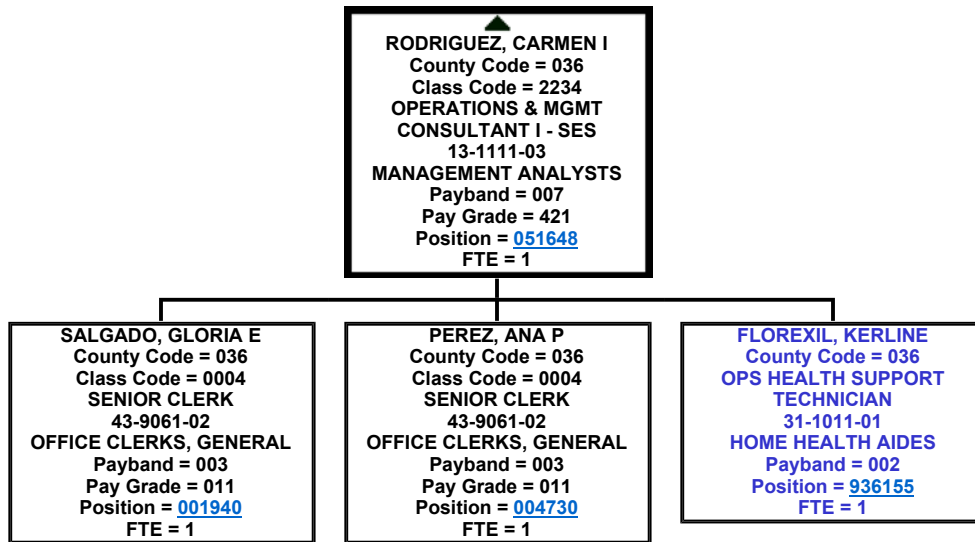 RODRIGUEZ, CARMEN I
County Code = 036
Class Code = 2234
OPERATIONS & MGMT
CONSULTANT I - SES
13-1111-03
MANAGEMENT ANALYSTS
Payband = 007
Pay Grade = 421
Position = 051648
FTE = 1
SALGADO, GLORIA E
County Code = 036
Class Code = 0004
SENIOR CLERK
43-9061-02
OFFICE CLERKS, GENERAL
Payband = 003
Pay Grade = 011
Position = 001940
FTE = 1
PEREZ, ANA P
County Code = 036
Class Code = 0004
SENIOR CLERK
43-9061-02
OFFICE CLERKS, GENERAL
Payband = 003
Pay Grade = 011
Position = 004730
FTE = 1
FLOREXIL, KERLINE
County Code = 036
OPS HEALTH SUPPORT
TECHNICIAN
31-1011-01
HOME HEALTH AIDES
Payband = 002
Position = 936155
FTE = 1